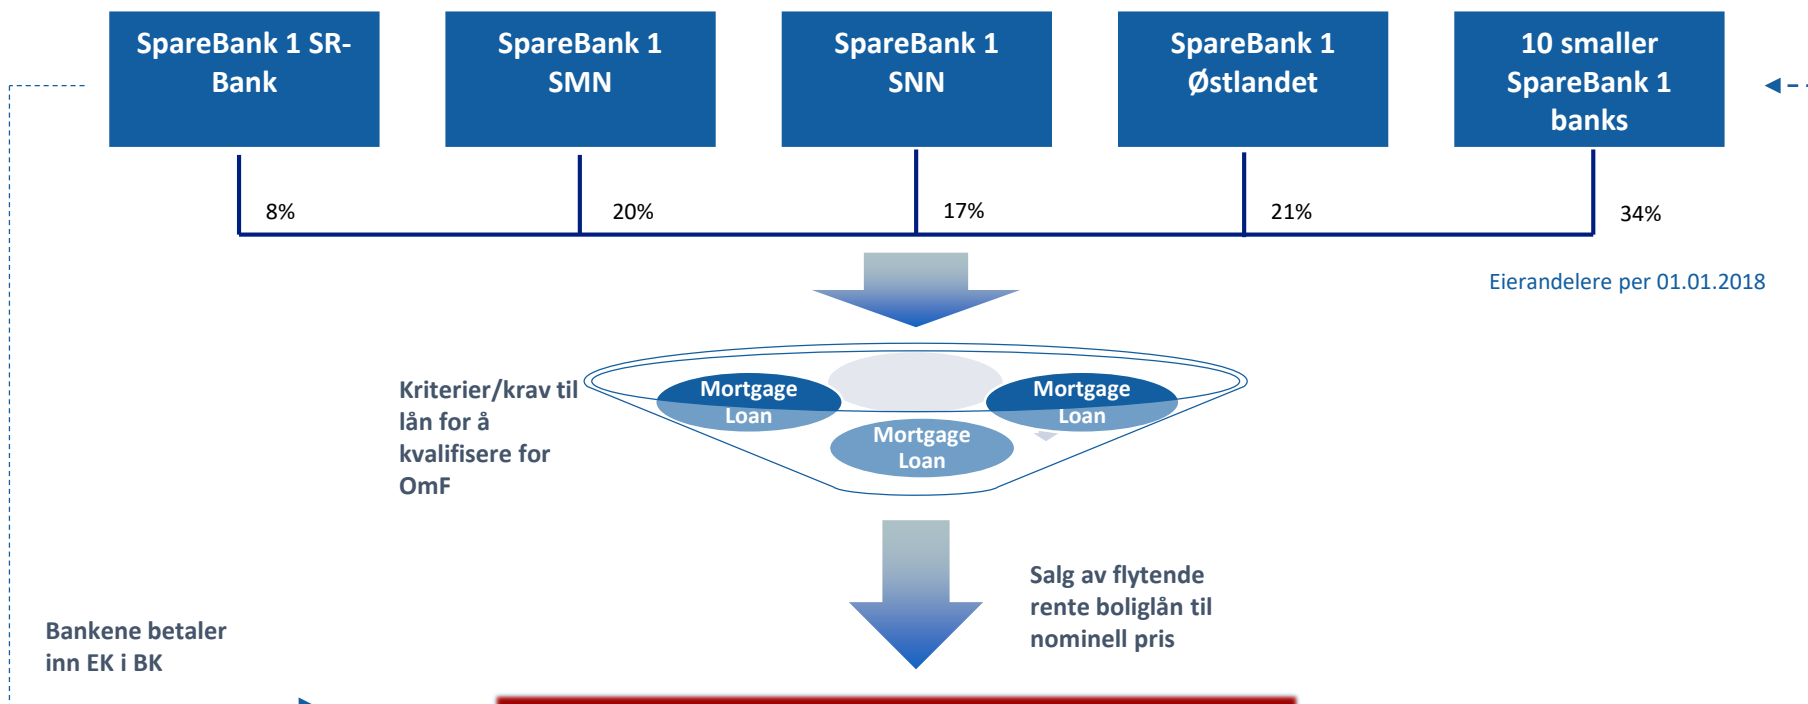 SpareBank 1 SR-
Bank
SpareBank 1
SMN
SpareBank 1
SNN
SpareBank 1
Østlandet
10 smaller
SpareBank 1
banks
8%
20%
17%
21%
34%
Eierandelere per 01.01.2018
Kriterier/krav til
lån for å
kvalifisere for
OmF
Mortgage
Loan
Mortgage
Loan
Mortgage
Loan
Salg av flytende
rente boliglån til
nominell pris
Bankene betaler
inn EK i BK